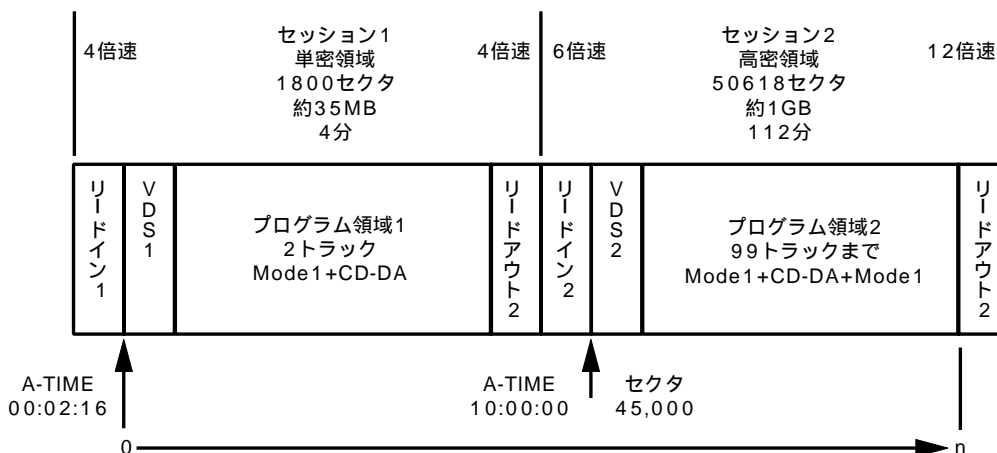 4倍速
セッション1
単密領域
1800セクタ
約35MB
4分
4倍速
6倍速
セッション2
高密領域
50618セクタ
約1GB
112分
12倍速
リードイン1
VDS1
プログラム領域1
2トラック
Mode1+CD-DA
リードアウト2
リードイン2
VDS2
プログラム領域2
99トラックまで
Mode1+CD-DA+Mode1
リードアウト2
A-TIME
00:02:16
A-TIME
10:00:00
セクタ
45,000
0
n